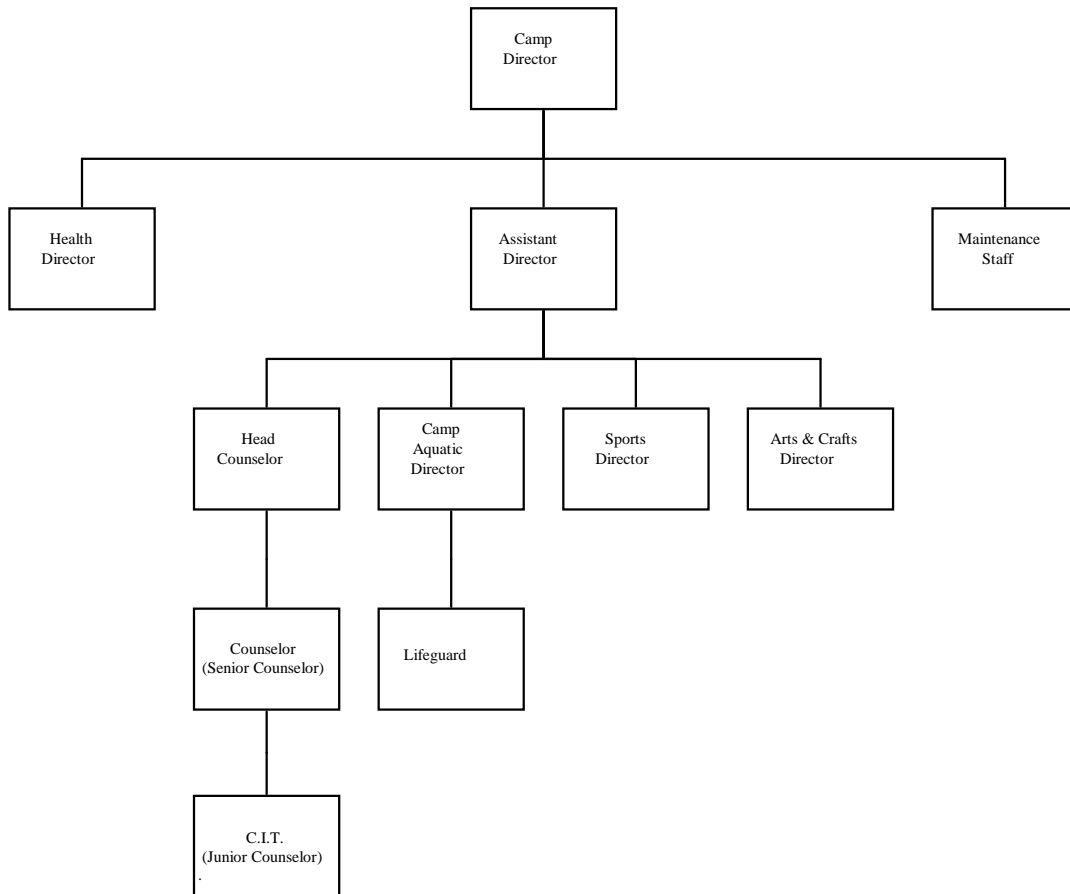 Camp
Director
Health
Director
Assistant
Director
Maintenance
Staff
Head
Counselor
Camp
Aquatic
Director
Sports
Director
Arts & Crafts
Director
Counselor
(Senior Counselor)
Lifeguard
C.I.T.
(Junior Counselor)
.